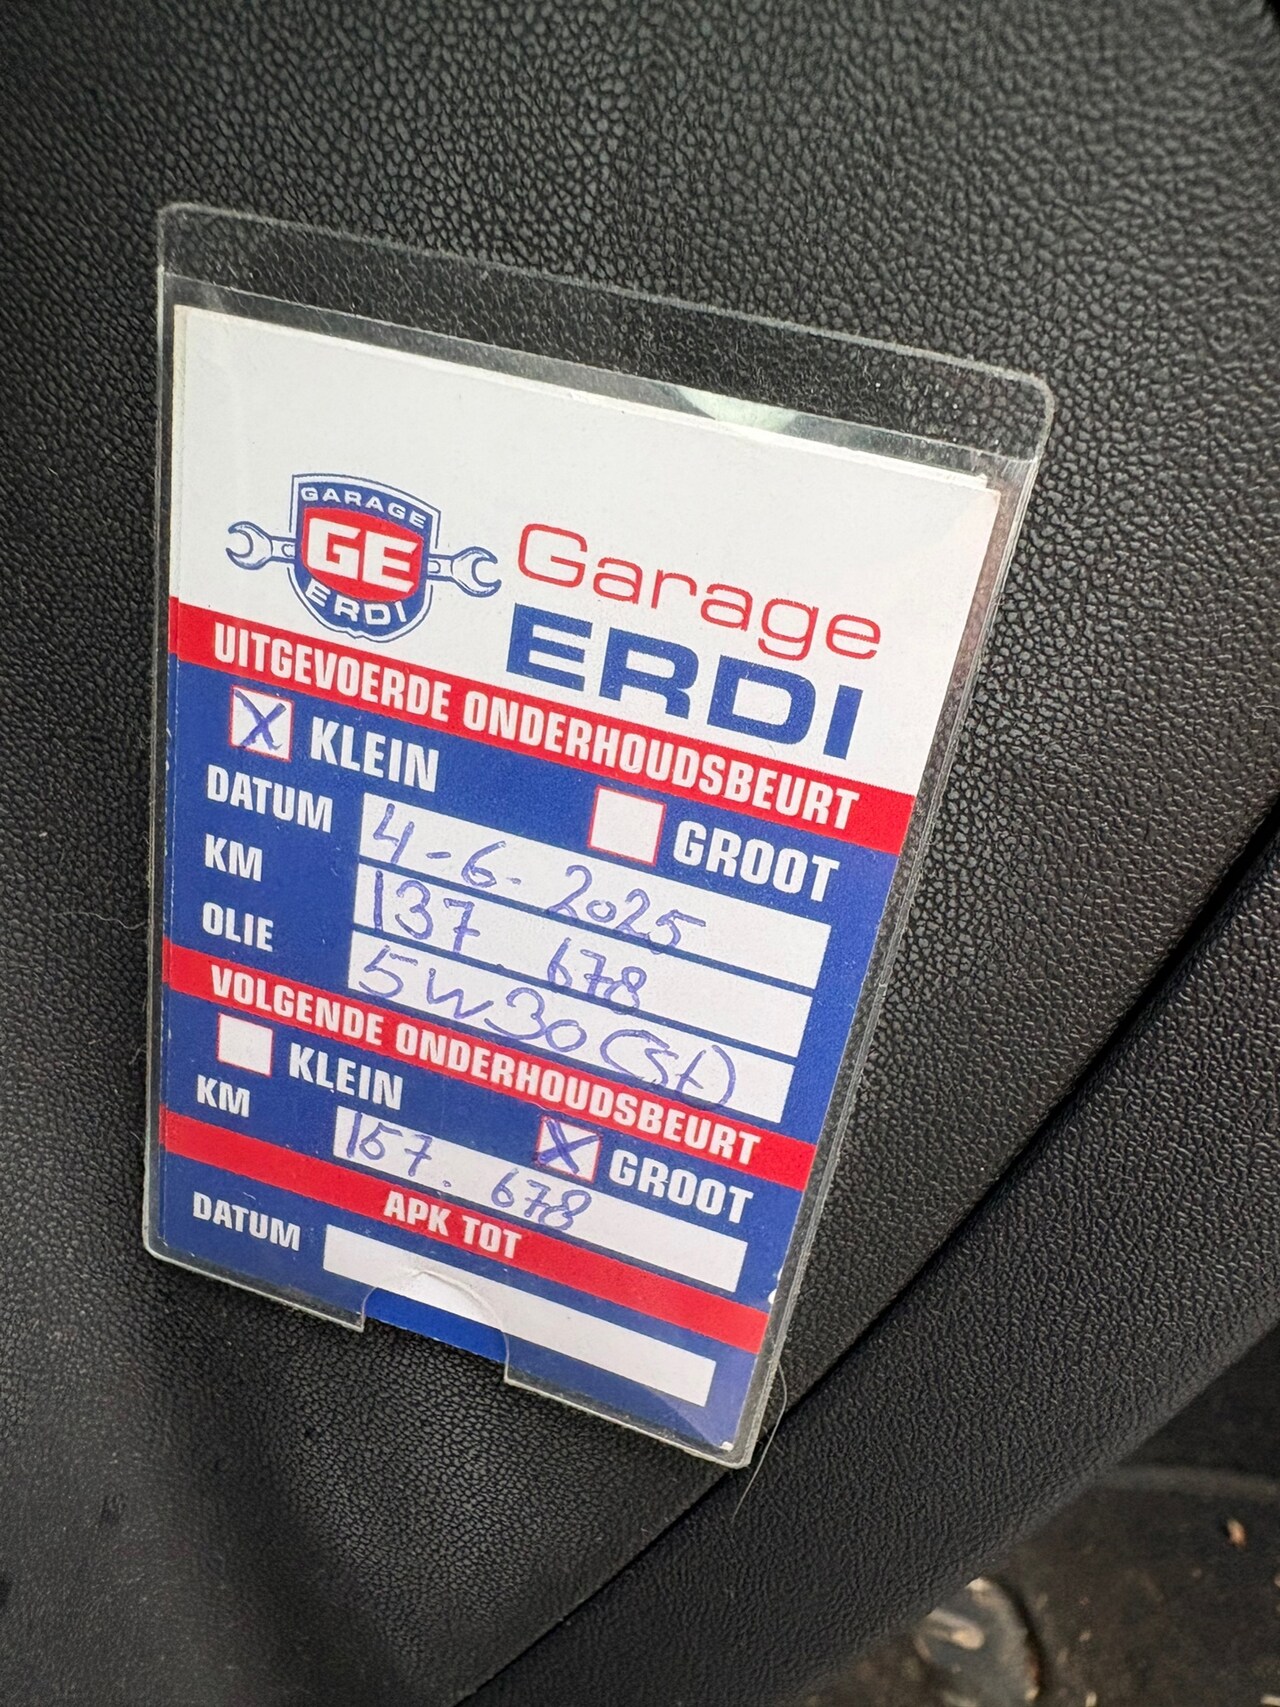 GARAGE
GE
ERDI
Garage
ERDI
UITGEVOERDE ONDERHOUDSBEURT
X KLEIN
GROOT
DATUM 4-6-2025
KM 137 678
OLIE 5W30 (5L)
VOLGENDE ONDERHOUDSBEURT
KLEIN
X GROOT
KM 157.678
APK TOT
DATUM